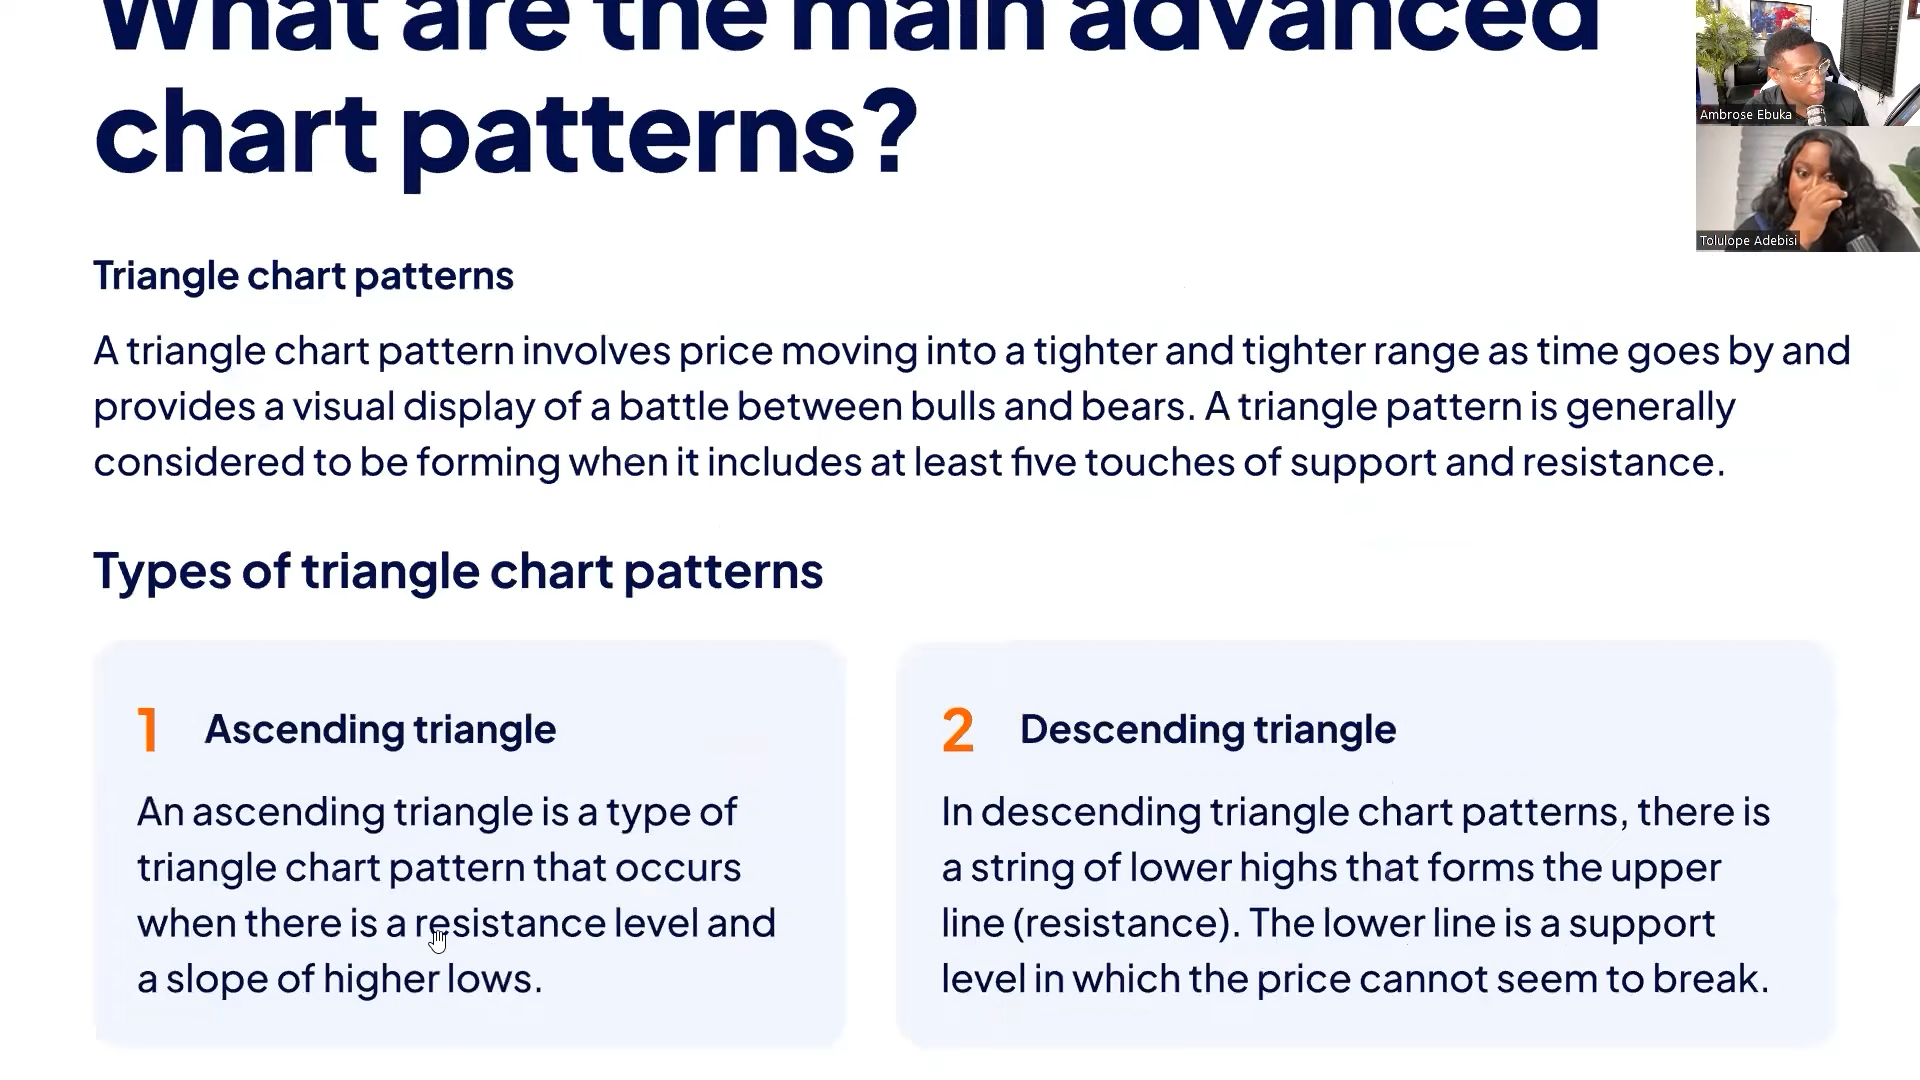 What are the main advanced
chart patterns?
Ambrose Ebuka
Tolulope Adebisi
Triangle chart patterns
A triangle chart pattern involves price moving into a tighter and tighter range as time goes by and
provides a visual display of a battle between bulls and bears. A triangle pattern is generally
considered to be forming when it includes at least five touches of support and resistance.
Types of triangle chart patterns
1 Ascending triangle
An ascending triangle is a type of
triangle chart pattern that occurs
when there is a resistance level and
a slope of higher lows.
2 Descending triangle
In descending triangle chart patterns, there is
a string of lower highs that forms the upper
line (resistance). The lower line is a support
level in which the price cannot seem to break.